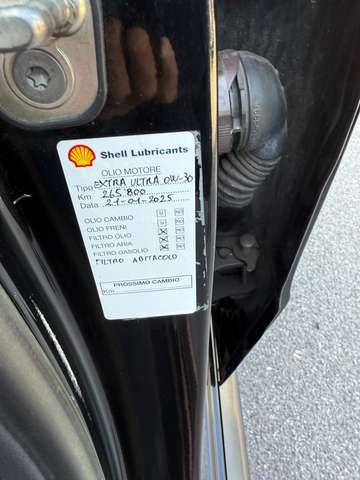 Shell Lubricants
OLIO MOTORE
Tipo EXTRA ULTRA 0W-30
Km 265'800
Data 21-01-2025
OLIO CAMBIO
OLIO FRENI
FILTRO OLIO
FILTRO ARIA
FILTRO GASOLIO
FILTRO ABITACOLO
PROSSIMO CAMBIO
Km